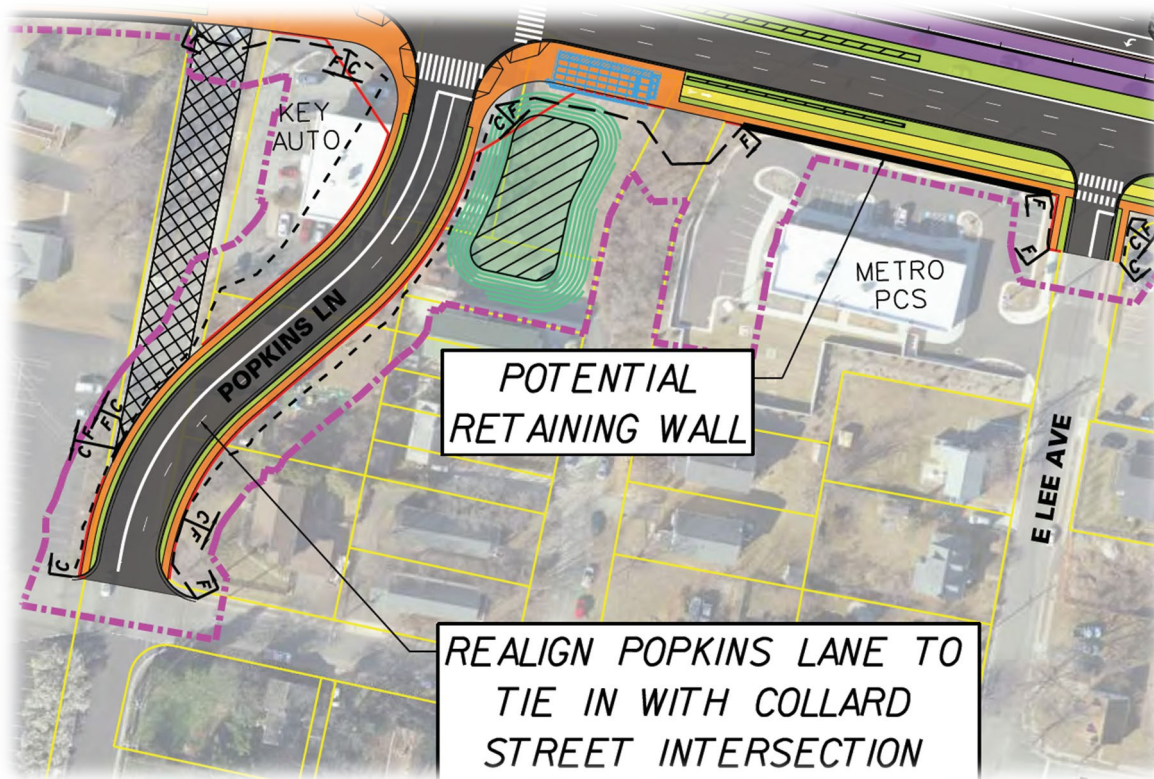 KEY
AUTO
F C
C F
F
F
F
C
F
C
METRO
PCS
POPKINS LN
POTENTIAL
RETAINING WALL
E LEE AVE
C
F
F
C
C
F
C
F
REALIGN POPKINS LANE TO
TIE IN WITH COLLARD
STREET INTERSECTION